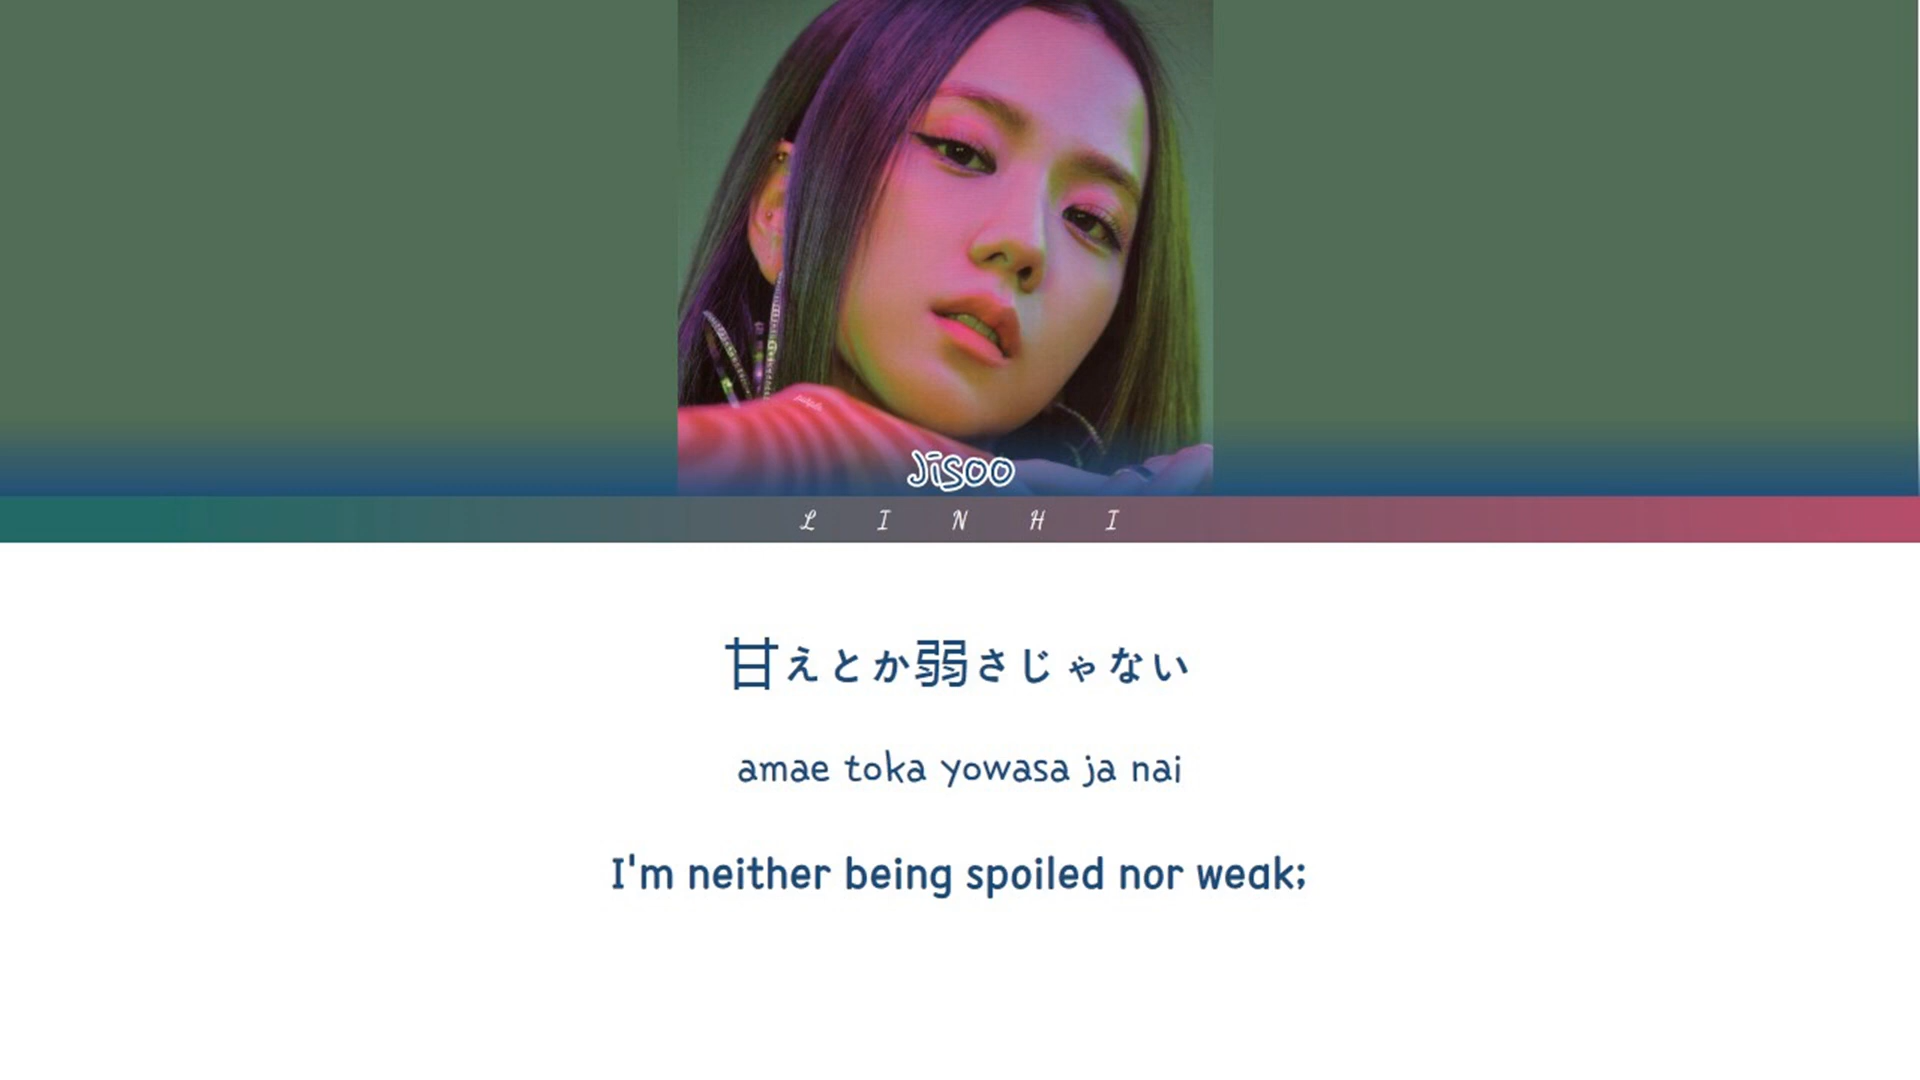 Jisoo
L I N H I
甘えとか弱さじゃない
amae toka yowasa ja nai
I'm neither being spoiled nor weak;